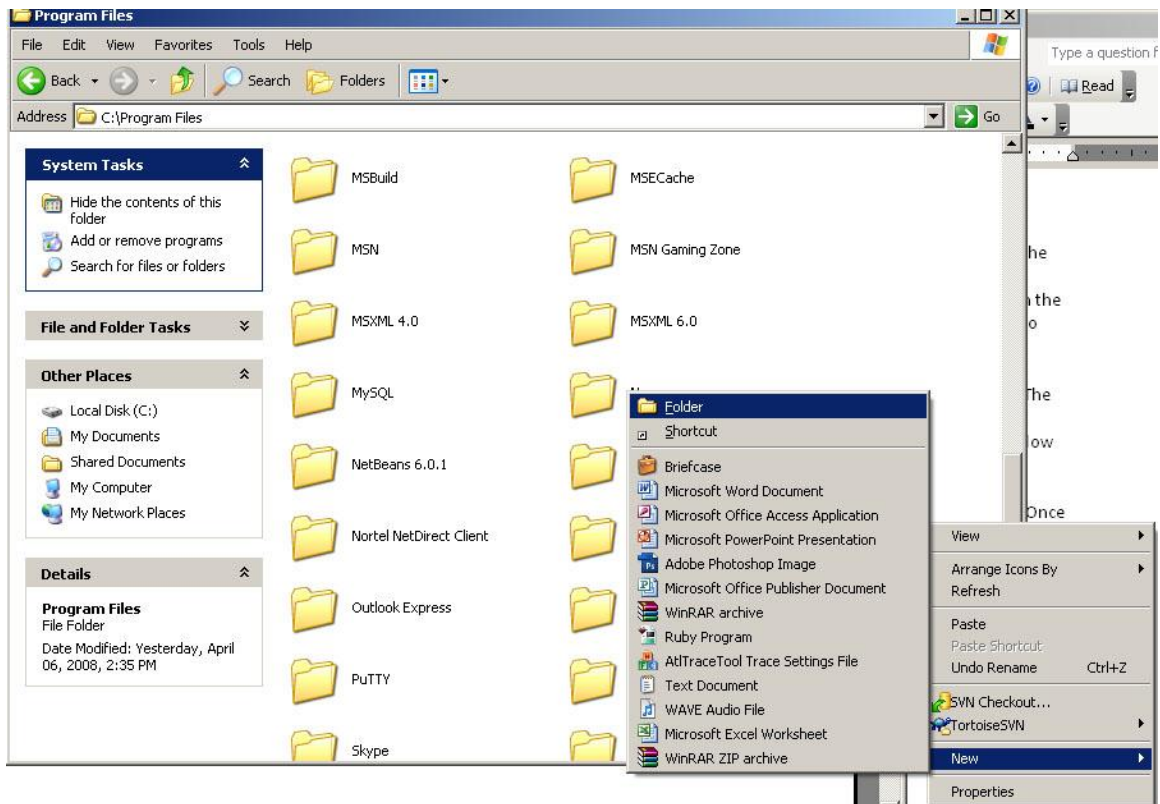 Program Files
File Edit View Favorites Tools Help
Back Search Folders
Address C:\Program Files Go
System Tasks
Hide the contents of this
folder
Add or remove programs
Search for files or folders
File and Folder Tasks
Other Places
Local Disk (C:)
My Documents
Shared Documents
My Computer
My Network Places
Details
Program Files
File Folder
Date Modified: Yesterday, April
06, 2008, 2:35 PM
MSBuild MSECache
MSN MSN Gaming Zone
MSXML 4.0 MSXML 6.0
MySQL
NetBeans 6.0.1
Nortel NetDirect Client
Outlook Express
PuTTY
Skype
Folder
Shortcut
Briefcase
Microsoft Word Document
Microsoft Office Access Application
Microsoft PowerPoint Presentation
Adobe Photoshop Image
Microsoft Office Publisher Document
WinRAR archive
Ruby Program
AtlTraceTool Trace Settings File
Text Document
WAVE Audio File
Microsoft Excel Worksheet
WinRAR ZIP archive
View
Arrange Icons By
Refresh
Paste
Paste Shortcut
Undo Rename Ctrl+Z
SVN Checkout...
TortoiseSVN
New
Properties
Type a question f
Read
he
the
o
The
ow
Once